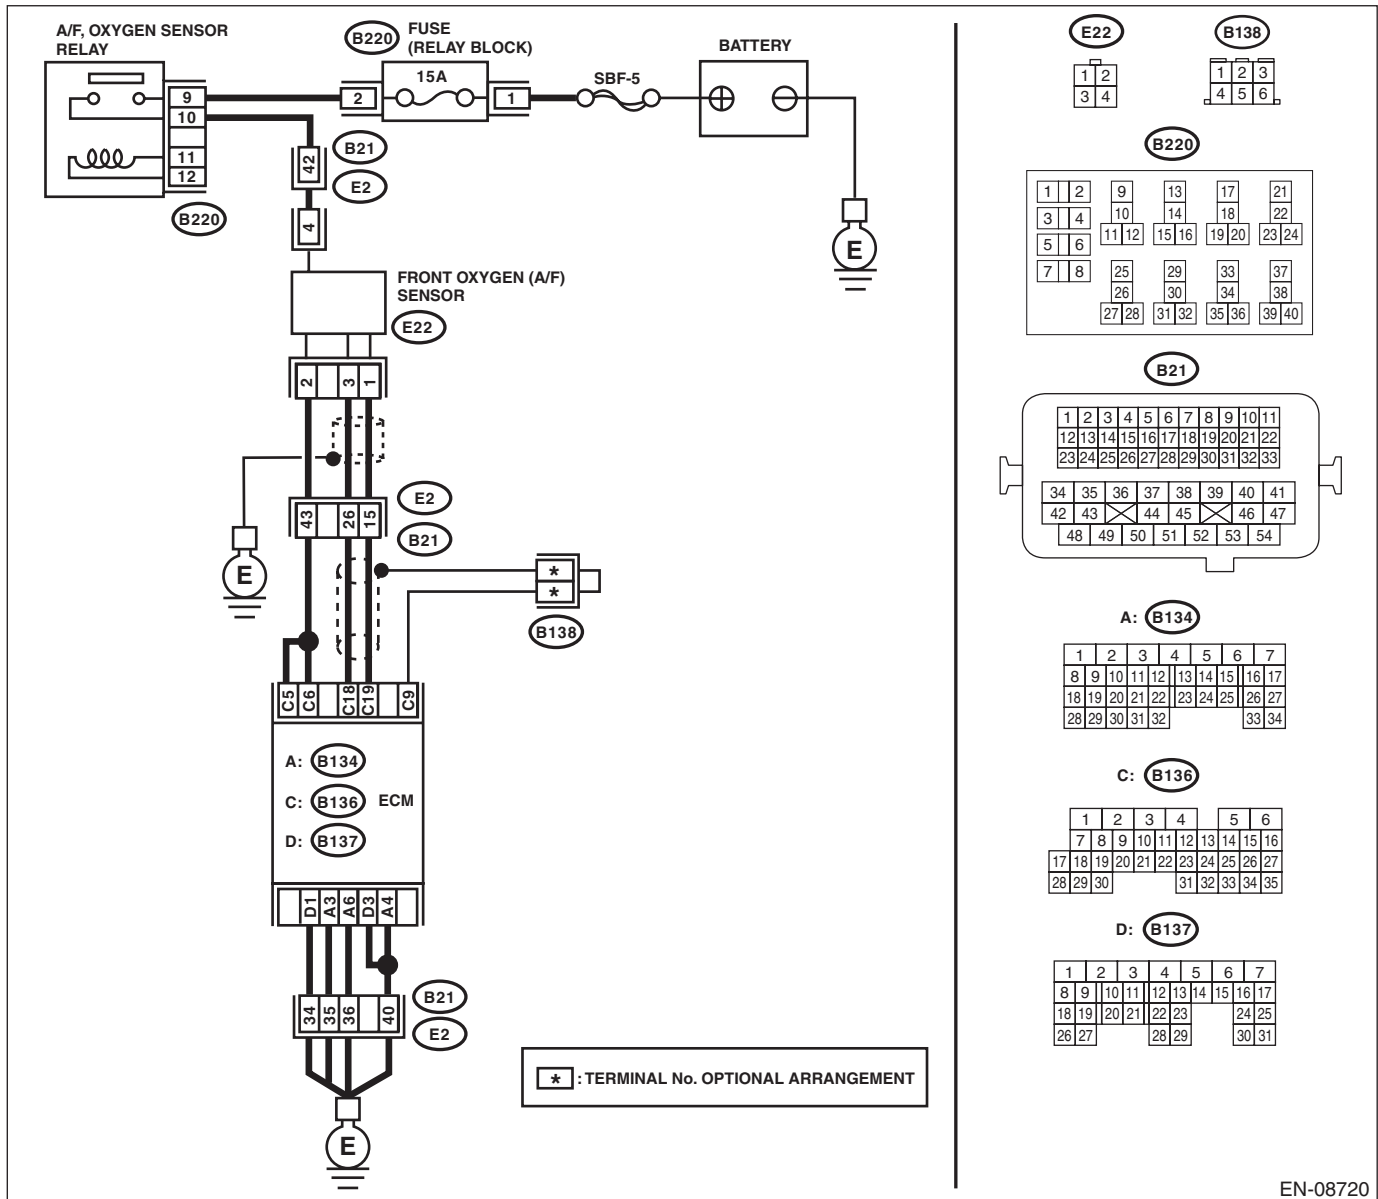 A/F, OXYGEN SENSOR
RELAY
9
10
11
12
B220
B220
FUSE
(RELAY BLOCK)
15A
2
1
SBF-5
BATTERY
E
42
B21
E2
4
FRONT OXYGEN (A/F)
SENSOR
E22
2 3 1
E
43 26 15
E2
B21
*
*
B138
C5 C6 C18 C19 C9
A: B134
C: B136 ECM
D: B137
D1 A3 A6 D3 A4
34 35 36 40
B21
E2
E
* : TERMINAL No. OPTIONAL ARRANGEMENT
E22
1 2
3 4
B138
1 2 3
4 5 6
B220
1 2 9 13 17 21
3 4 10 14 18 22
11 12 15 16 19 20 23 24
5 6
7 8 25 29 33 37
26 30 34 38
27 28 31 32 35 36 39 40
B21
1 2 3 4 5 6 7 8 9 10 11
12 13 14 15 16 17 18 19 20 21 22
23 24 25 26 27 28 29 30 31 32 33
34 35 36 37 38 39 40 41
42 43 44 45 46 47
48 49 50 51 52 53 54
A: B134
1 2 3 4 5 6 7
8 9 10 11 12 13 14 15 16 17
18 19 20 21 22 23 24 25 26 27
28 29 30 31 32 33 34
C: B136
1 2 3 4 5 6
7 8 9 10 11 12 13 14 15 16
17 18 19 20 21 22 23 24 25 26 27
28 29 30 31 32 33 34 35
D: B137
1 2 3 4 5 6 7
8 9 10 11 12 13 14 15 16 17
18 19 20 21 22 23 24 25
26 27 28 29 30 31
EN-08720